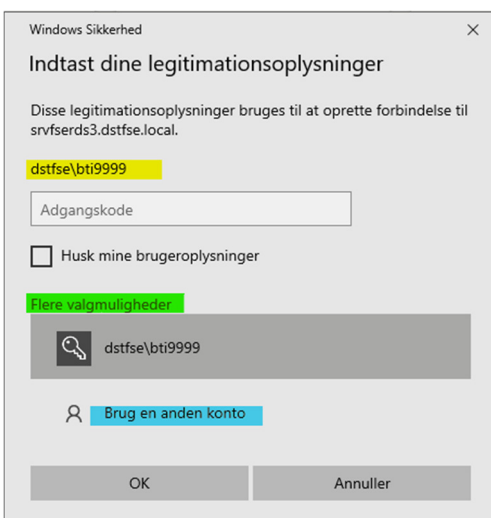 Windows Sikkerhed
Indtast dine legitimationsoplysninger
Disse legitimationsoplysninger bruges til at oprette forbindelse til
srvfserds3.dstfse.local.
dstfse\bti9999
Adgangskode
Husk mine brugeroplysninger
Flere valgmuligheder
dstfse\bti9999
Brug en anden konto
OK Annuller